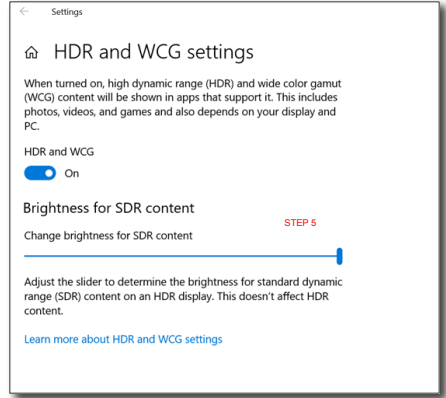 Settings
HDR and WCG settings
When turned on, high dynamic range (HDR) and wide color gamut
(WCG) content will be shown in apps that support it. This includes
photos, videos, and games and also depends on your display and
PC.
HDR and WCG
On
Brightness for SDR content
STEP 5
Change brightness for SDR content
Adjust the slider to determine the brightness for standard dynamic
range (SDR) content on an HDR display. This doesn't affect HDR
content.
Learn more about HDR and WCG settings